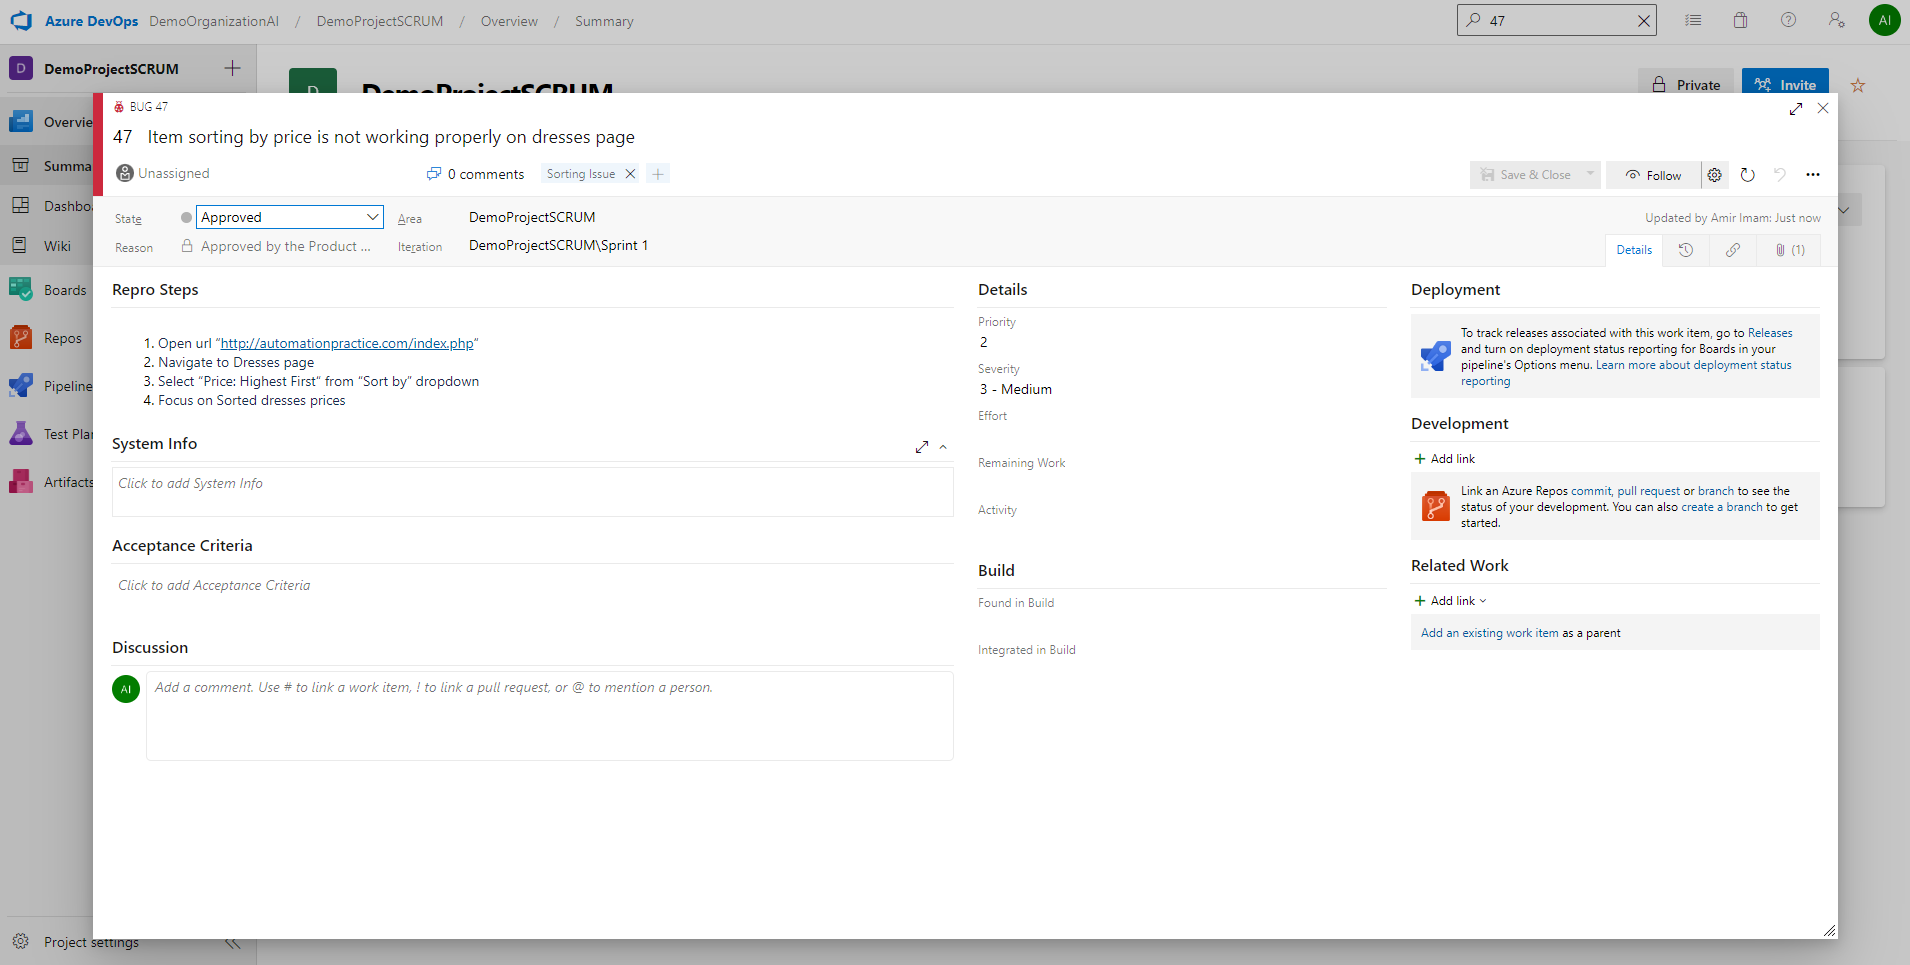 Azure DevOps DemoOrganizationAI / DemoProjectSCRUM / Overview / Summary
47
AI
D DemoProjectSCRUM
D DemoProjectSCRUM
Private
Invite
Overvie
Summa
Dashbo
Wiki
Boards
Repos
Pipeline
Test Pla
Artifacts
Project settings
BUG 47
47 Item sorting by price is not working properly on dresses page
Unassigned
0 comments
Sorting Issue
Save & Close
Follow
State Approved
Area DemoProjectSCRUM
Updated by Amir Imam: Just now
Reason Approved by the Product ...
Iteration DemoProjectSCRUM\Sprint 1
Details
(1)
Repro Steps
1. Open url “http://automationpractice.com/index.php”
2. Navigate to Dresses page
3. Select “Price: Highest First” from “Sort by” dropdown
4. Focus on Sorted dresses prices
System Info
Click to add System Info
Acceptance Criteria
Click to add Acceptance Criteria
Discussion
AI
Add a comment. Use # to link a work item, ! to link a pull request, or @ to mention a person.
Details
Priority
2
Severity
3 - Medium
Effort
Remaining Work
Activity
Build
Found in Build
Integrated in Build
Deployment
To track releases associated with this work item, go to Releases
and turn on deployment status reporting for Boards in your
pipeline's Options menu. Learn more about deployment status
reporting
Development
Add link
Link an Azure Repos commit, pull request or branch to see the
status of your development. You can also create a branch to get
started.
Related Work
Add link
Add an existing work item as a parent